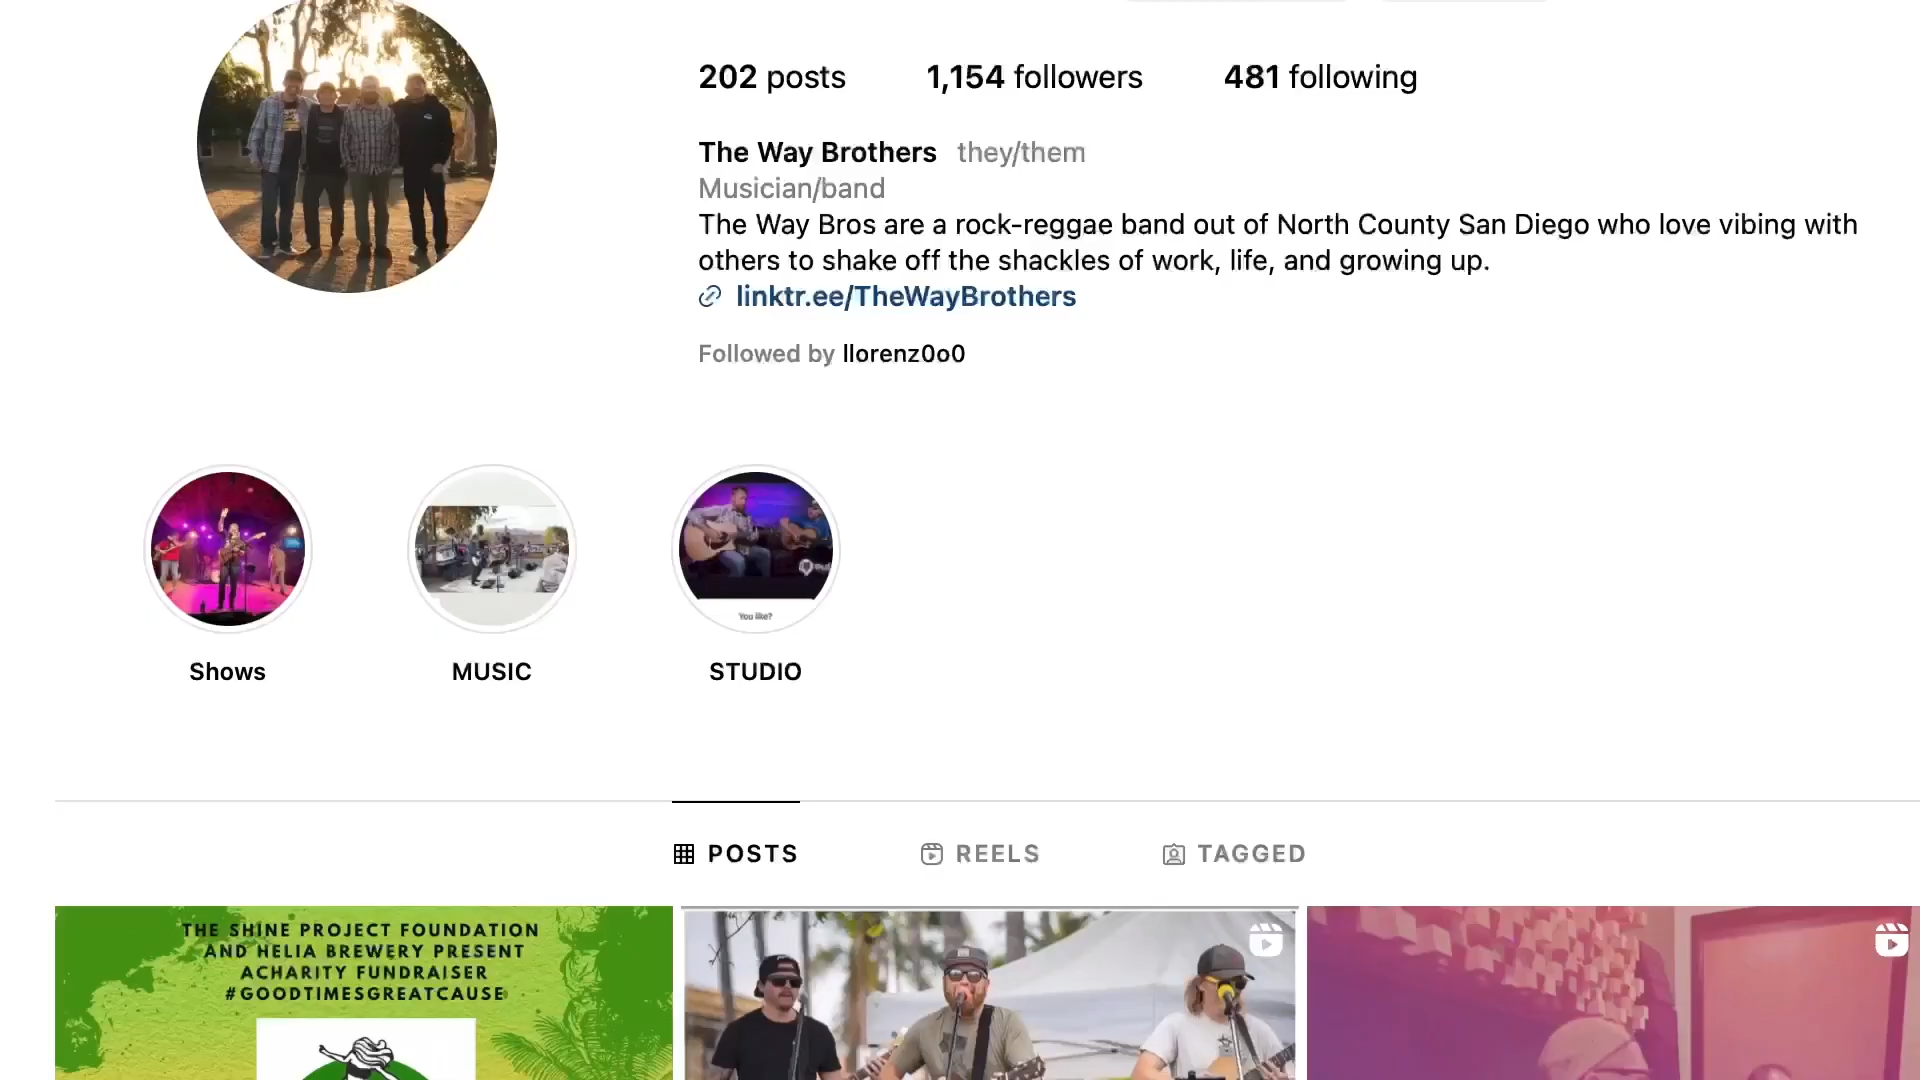 202 posts 1,154 followers 481 following
The Way Brothers they/them
Musician/band
The Way Bros are a rock-reggae band out of North County San Diego who love vibing with
others to shake off the shackles of work, life, and growing up.
linktr.ee/TheWayBrothers
Followed by llorenz0o0
You like?
Shows MUSIC STUDIO
POSTS REELS TAGGED
THE SHINE PROJECT FOUNDATION
AND HELIA BREWERY PRESENT
ACHARITY FUNDRAISER
#GOODTIMESGREATCAUSE